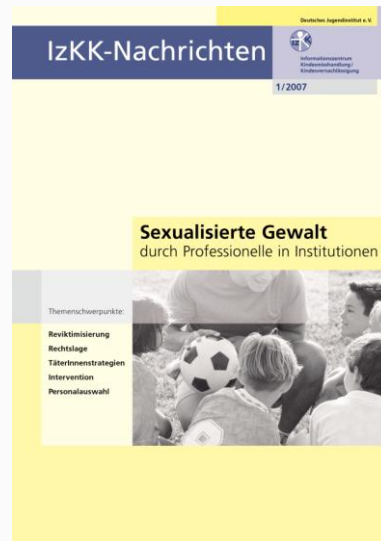 Deutsches Jugendinstitut e. V.
IzKK-Nachrichten
IzKK
Informationszentrum
Kindesmisshandlung /
Kindesvernachlässigung
1/2007
Sexualisierte Gewalt
durch Professionelle in Institutionen
Themenschwerpunkte:
Reviktimisierung
Rechtslage
TäterInnenstrategien
Intervention
Personalauswahl